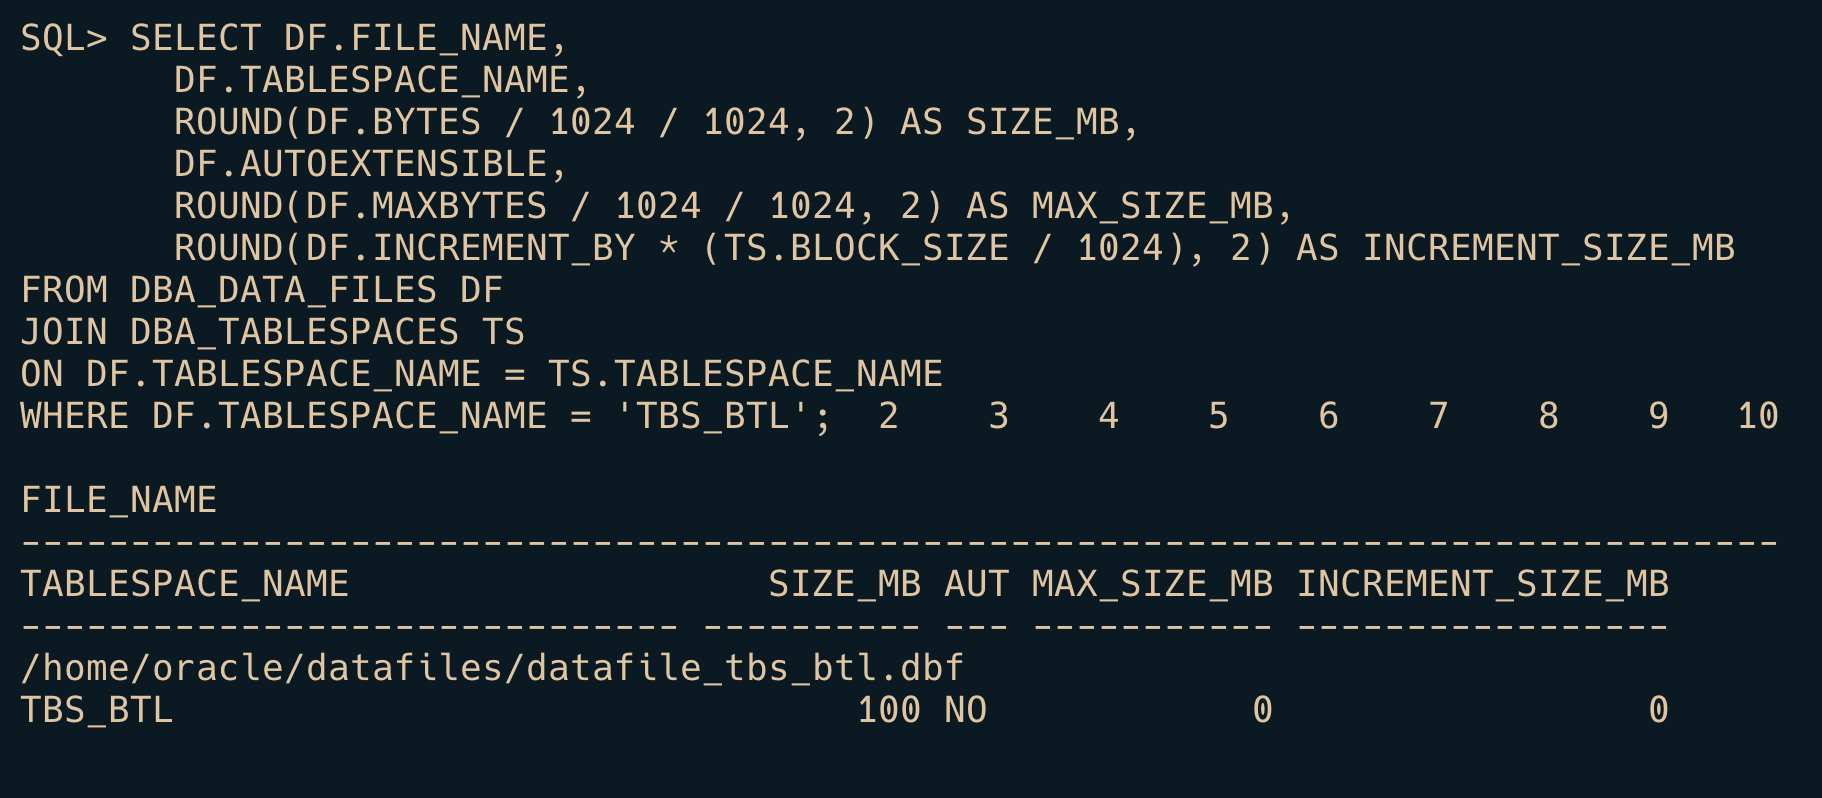 SQL> SELECT DF.FILE_NAME,
       DF.TABLESPACE_NAME,
       ROUND(DF.BYTES / 1024 / 1024, 2) AS SIZE_MB,
       DF.AUTOEXTENSIBLE,
       ROUND(DF.MAXBYTES / 1024 / 1024, 2) AS MAX_SIZE_MB,
       ROUND(DF.INCREMENT_BY * (TS.BLOCK_SIZE / 1024), 2) AS INCREMENT_SIZE_MB
FROM DBA_DATA_FILES DF
JOIN DBA_TABLESPACES TS
ON DF.TABLESPACE_NAME = TS.TABLESPACE_NAME
WHERE DF.TABLESPACE_NAME = 'TBS_BTL';  2    3    4    5    6    7    8    9   10

FILE_NAME
--------------------------------------------------------------------------------
TABLESPACE_NAME                   SIZE_MB AUT MAX_SIZE_MB INCREMENT_SIZE_MB
------------------------------ ---------- --- ----------- -----------------
/home/oracle/datafiles/datafile_tbs_btl.dbf
TBS_BTL                               100 NO            0                 0